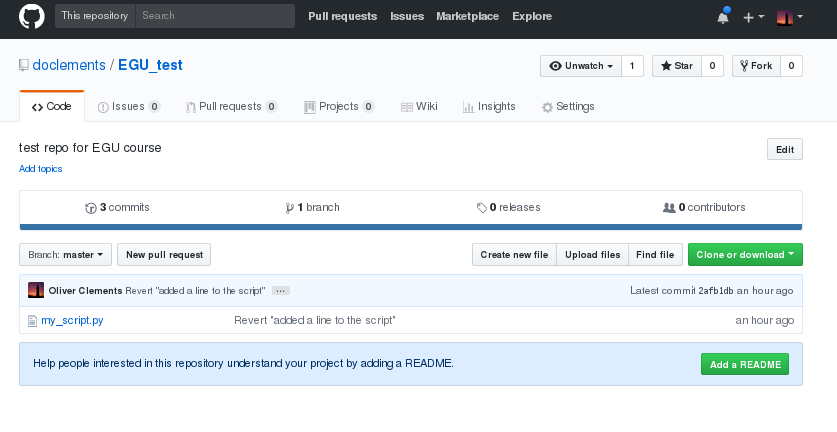 This repository Search Pull requests Issues Marketplace Explore
doclements / EGU_test Unwatch 1 Star 0 Fork 0
Code Issues 0 Pull requests 0 Projects 0 Wiki Insights Settings
test repo for EGU course Edit
Add topics
3 commits 1 branch 0 releases 0 contributors
Branch: master New pull request Create new file Upload files Find file Clone or download
Oliver Clements Revert "added a line to the script" … Latest commit 2afb1db an hour ago
my_script.py Revert "added a line to the script" an hour ago
Help people interested in this repository understand your project by adding a README. Add a README